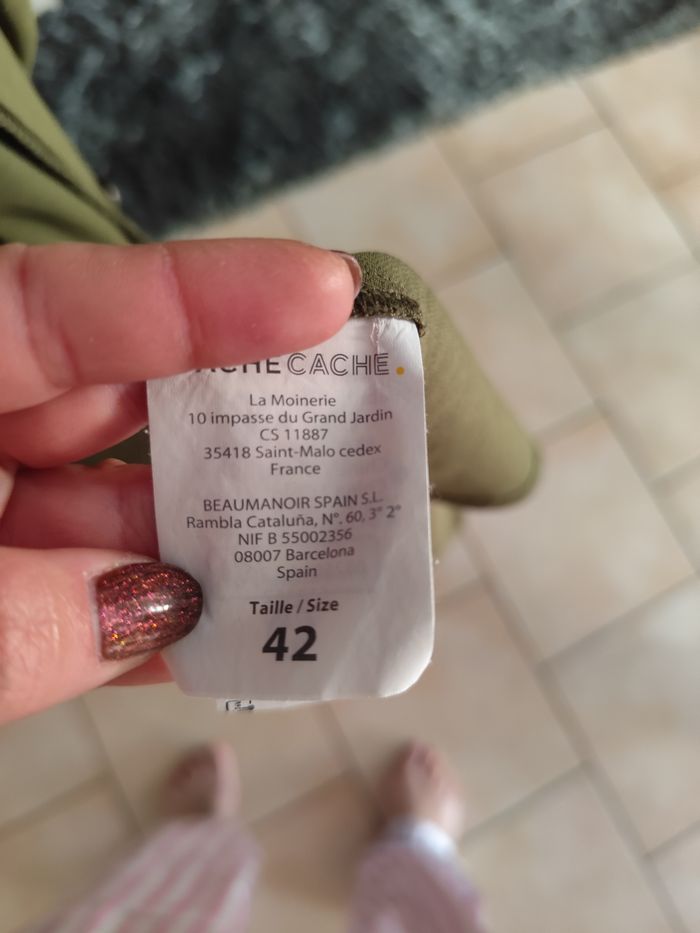 CACHE.
La Moinerie
10 impasse du Grand Jardin
CS 11887
35418 Saint-Malo cedex
France
BEAUMANOIR SPAIN S.L.
Rambla Cataluña, Nº. 60, 3° 2°
NIF B 55002356
08007 Barcelona
Spain
Taille / Size
42